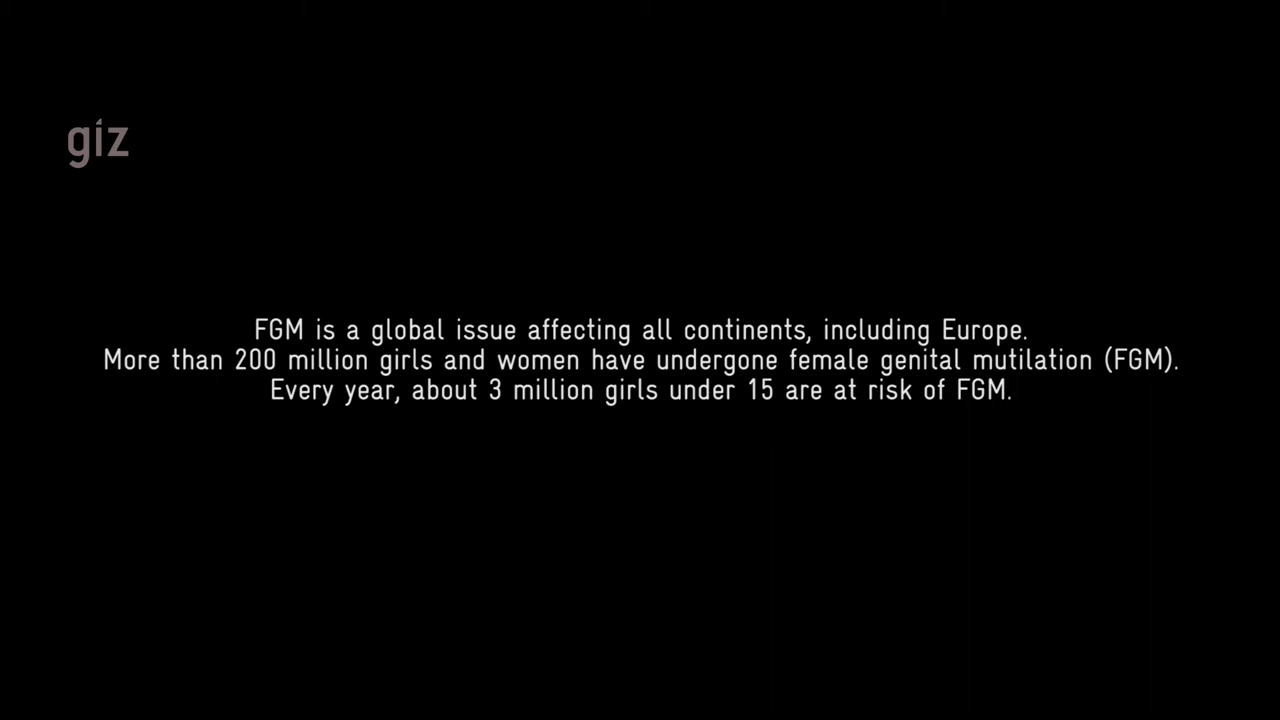 giz
FGM is a global issue affecting all continents, including Europe.
More than 200 million girls and women have undergone female genital mutilation (FGM).
Every year, about 3 million girls under 15 are at risk of FGM.